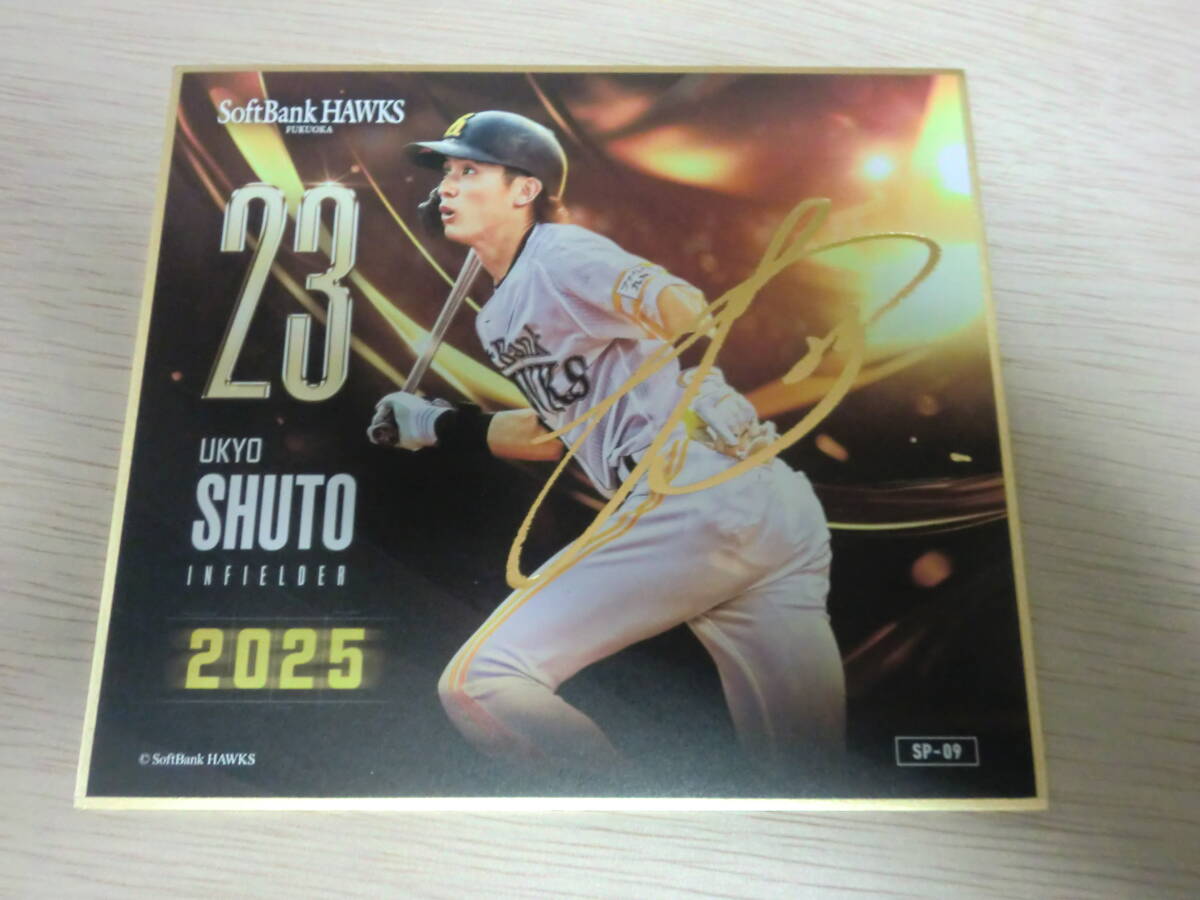 SoftBank HAWKS
FUKUOKA
23
UKYO
SHUTO
INFIELDER
2025
© SoftBank HAWKS
SP-09